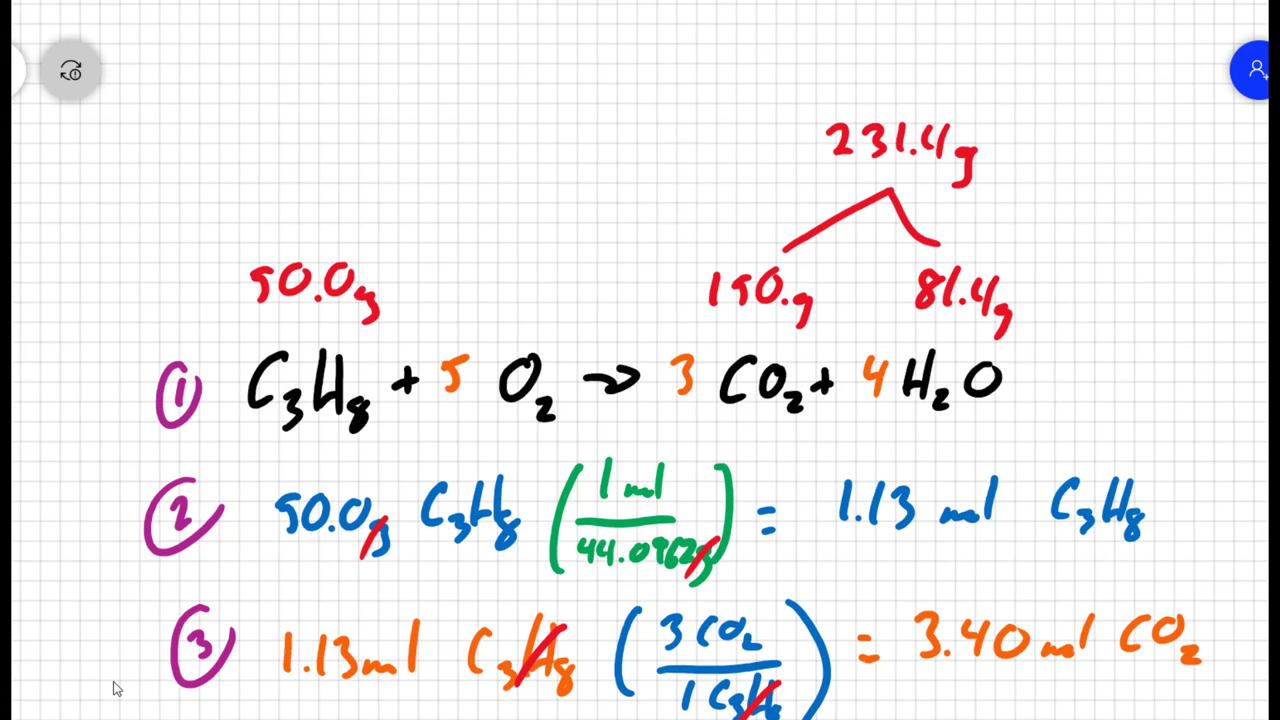 231.4g
50.0g 150.g 81.4g
① C₃H₈ + 5 O₂ → 3 CO₂ + 4 H₂O
② 50.0g C₃H₈ (1 mol / 44.0962g) = 1.13 mol C₃H₈
③ 1.13 mol C₃H₈ (3 CO₂ / 1 C₃H₈) = 3.40 mol CO₂